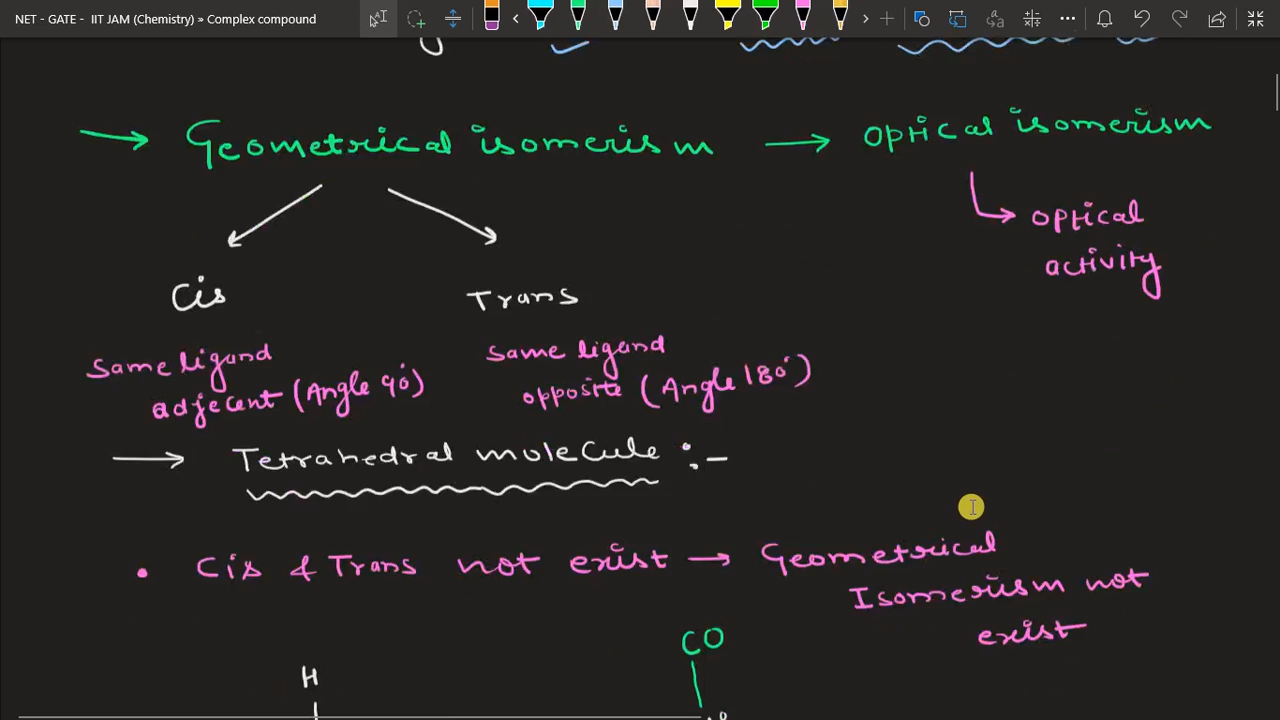 NET - GATE - IIT JAM (Chemistry) » Complex compound
→ Geometrical isomerism → optical isomerism
optical
activity
Cis Trans
Same ligand
adjecent (Angle 90°)
same ligand
opposite (Angle 180°)
→ Tetrahedral molecule :-
• Cis & Trans not exist → Geometrical
Isomerism not
exist
CO
H